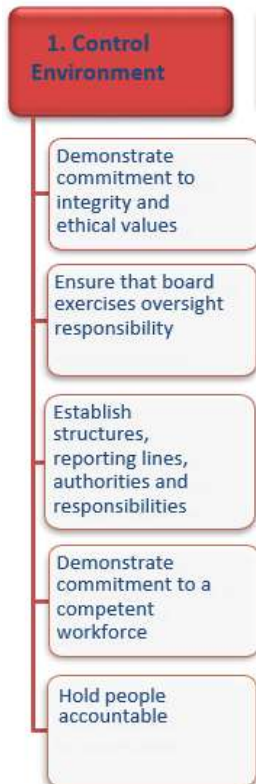 1. Control
Environment
Demonstrate
commitment to
integrity and
ethical values
Ensure that board
exercises oversight
responsibility
Establish
structures,
reporting lines,
authorities and
responsibilities
Demonstrate
commitment to a
competent
workforce
Hold people
accountable